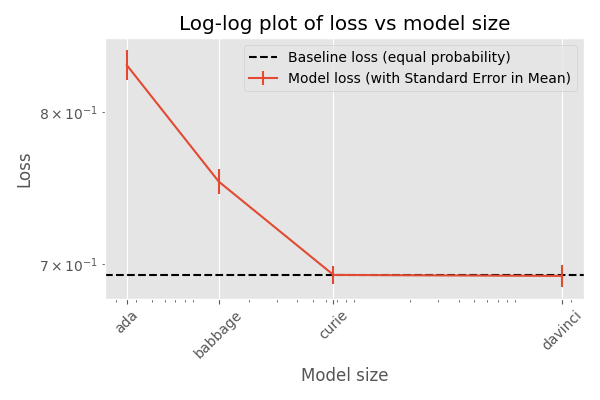 Log-log plot of loss vs model size
Baseline loss (equal probability)
Model loss (with Standard Error in Mean)
8 × 10⁻¹
7 × 10⁻¹
Loss
ada
babbage
curie
davinci
Model size